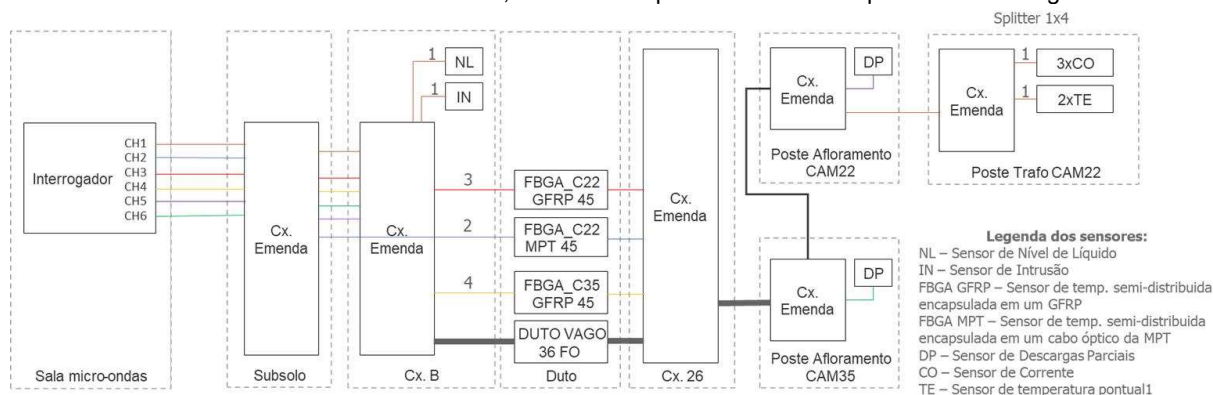 Splitter 1x4
Interrogador
CH1
CH2
CH3
CH4
CH5
CH6
Sala micro-ondas
Cx.
Emenda
Subsolo
1
NL
1
IN
Cx.
Emenda
Cx. B
3
FBGA_C22
GFRP 45
2
FBGA_C22
MPT 45
4
FBGA_C35
GFRP 45
DUTO VAGO
36 FO
Duto
Cx.
Emenda
Cx. 26
Cx.
Emenda
DP
Poste Afloramento
CAM22
Cx.
Emenda
1
3xCO
1
2xTE
Poste Trafo CAM22
Cx.
Emenda
DP
Poste Afloramento
CAM35
Legenda dos sensores:
NL – Sensor de Nível de Líquido
IN – Sensor de Intrusão
FBGA GFRP – Sensor de temp. semi-distribuida
encapsulada em um GFRP
FBGA MPT – Sensor de temp. semi-distribuida
encapsulada em um cabo óptico da MPT
DP – Sensor de Descargas Parciais
CO – Sensor de Corrente
TE – Sensor de temperatura pontual1